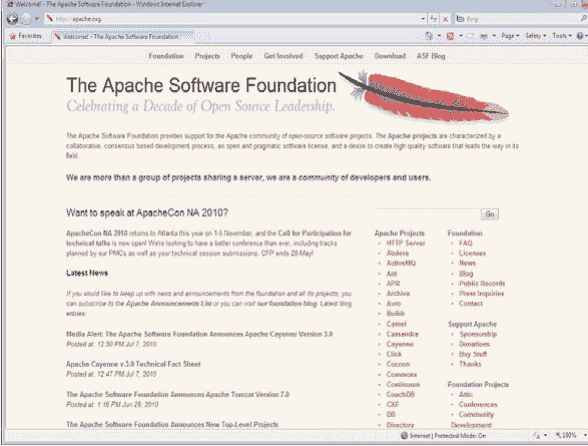 Welcome! - The Apache Software Foundation - Windows Internet Explorer
http://apache.org
Bing
Favorites Welcome! - The Apache Software Foundation
Page Safety Tools
Foundation Projects People Get Involved Support Apache Download ASF Blog
The Apache Software Foundation
Celebrating a Decade of Open Source Leadership.
The Apache Software Foundation provides support for the Apache community of open-source software projects. The Apache projects are characterized by a
collaborative, consensus based development process, an open and pragmatic software license, and a desire to create high quality software that leads the way in its
field.
We are more than a group of projects sharing a server, we are a community of developers and users.
Want to speak at ApacheCon NA 2010?
ApacheCon NA 2010 returns to Atlanta this year on 1-5 November, and the Call for Participation for
technical talks is now open! We're looking to have a better conference than ever, including tracks
planned by our PMCs as well as your technical session submissions. CFP ends 28-May!
Latest News
If you would like to keep up with news and announcements from the foundation and all its projects, you
can subscribe to the Apache Announcements List or you can visit our foundation blog. Latest blog
entries.
Media Alert: The Apache Software Foundation Announces Apache Cayenne Version 3.0
Posted at: 12:50 PM Jul 7, 2010
Apache Cayenne v.3.0 Technical Fact Sheet
Posted at: 12:47 PM Jul 7, 2010
The Apache Software Foundation Announces Apache Tomcat Version 7.0
Posted at: 1:16 PM Jun 29, 2010
The Apache Software Foundation Announces New Top-Level Projects
Go
Apache Projects
HTTP Server
Abdera
ActiveMQ
Ant
APR
Archiva
Avro
Buildr
Camel
Cassandra
Cayenne
Click
Cocoon
Commons
Continuum
CouchDB
CXF
DB
Directory
Foundation
FAQ
Licenses
News
Blog
Public Records
Press Inquiries
Contact
Support Apache
Sponsorship
Donations
Buy Stuff
Thanks
Foundation Projects
Attic
Conferences
Community
Development
Internet | Protected Mode: On
100%